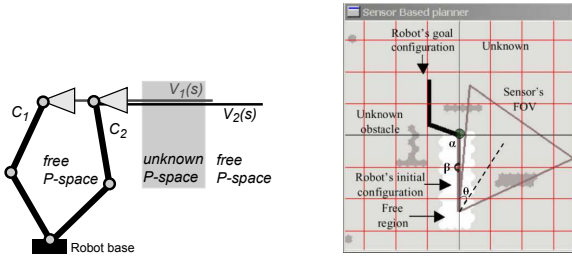 V1(s)
V2(s)
C1
C2
free
P-space
unknown
P-space
free
P-space
Robot base
Sensor Based planner
Robot's goal
configuration
Unknown
Sensor's
FOV
Unknown
obstacle
α
β
Robot's initial
configuration
θ
Free
region